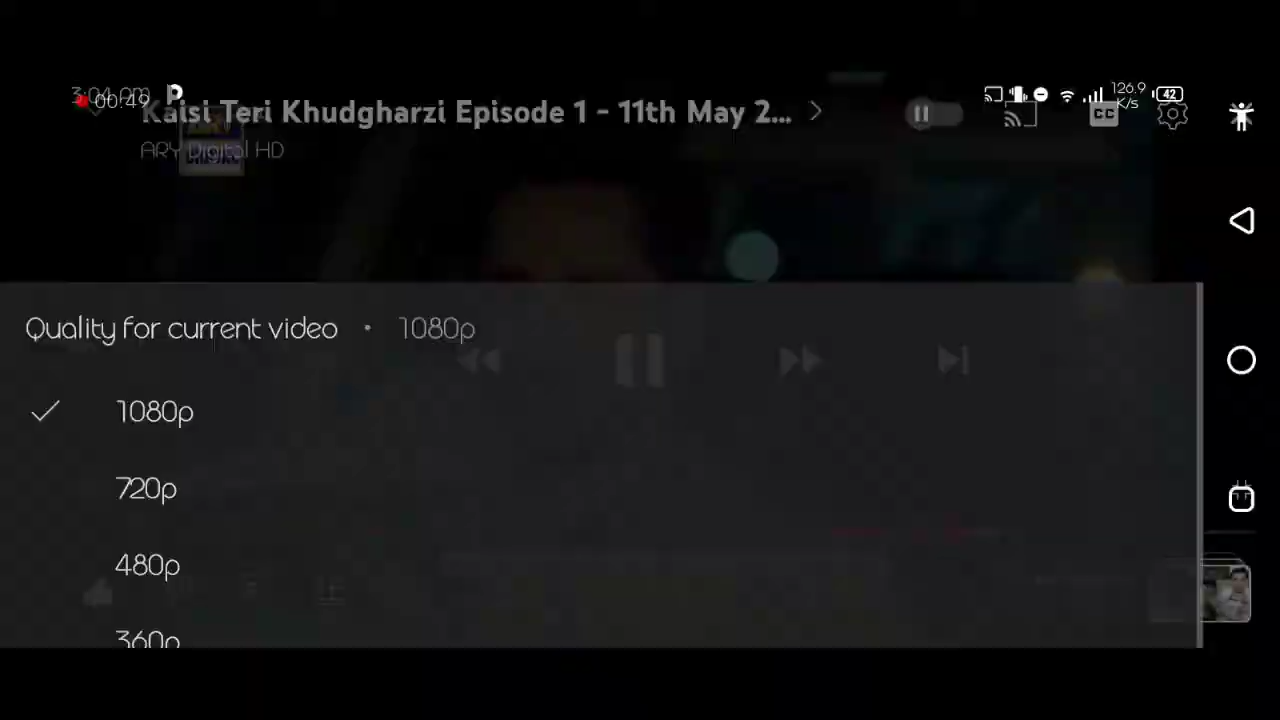 3:04 pm
00:49
126.9
K/s
42
Kaisi Teri Khudgharzi Episode 1 - 11th May 2...
CC
ARY Digital HD
Quality for current video • 1080p
1080p
720p
480p
360p